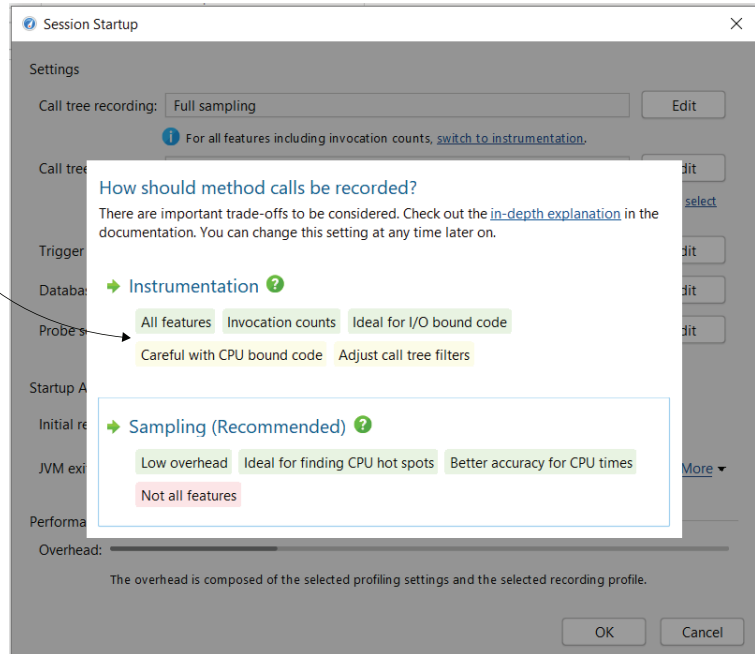 Session Startup
Settings
Call tree recording: Full sampling Edit
For all features including invocation counts, switch to instrumentation.
Call tree dit
select
How should method calls be recorded?
There are important trade-offs to be considered. Check out the in-depth explanation in the
documentation. You can change this setting at any time later on.
Trigger dit
Instrumentation ?
Databa dit
All features Invocation counts Ideal for I/O bound code
Probe s dit
Careful with CPU bound code Adjust call tree filters
Startup A
Sampling (Recommended) ?
Initial re
Low overhead Ideal for finding CPU hot spots Better accuracy for CPU times
JVM exi More
Not all features
Performa
Overhead:
The overhead is composed of the selected profiling settings and the selected recording profile.
OK Cancel